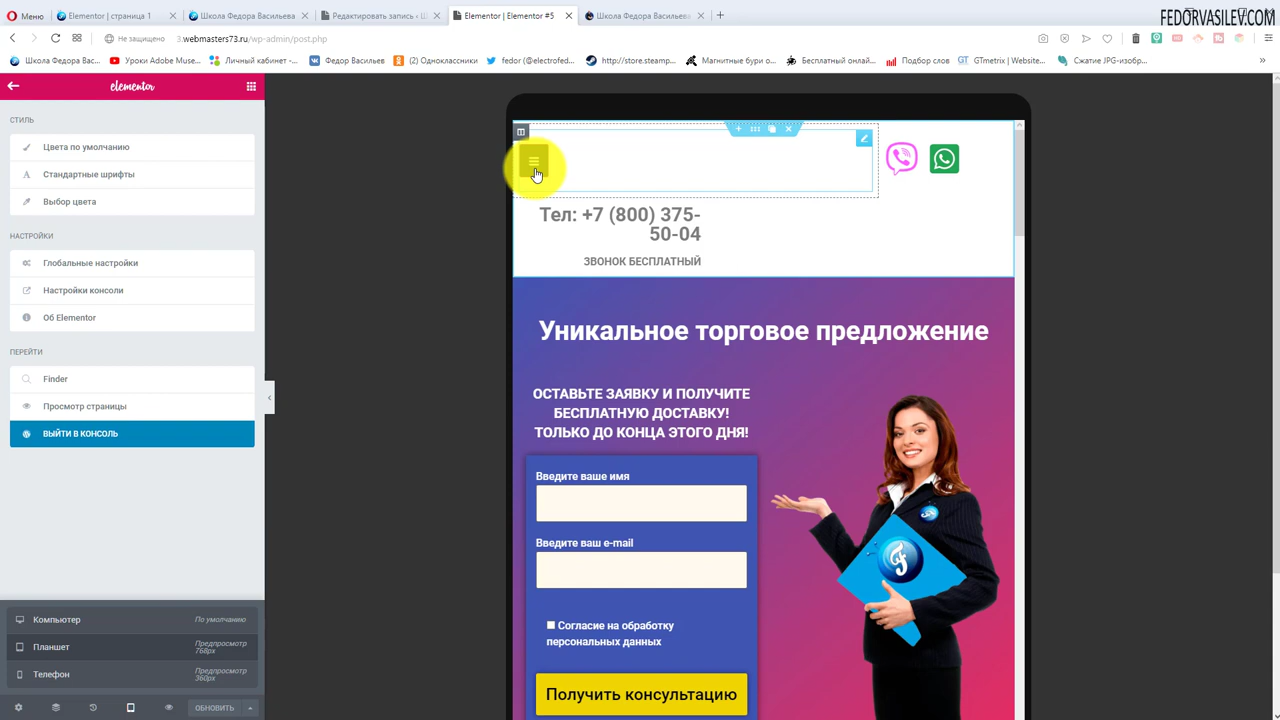 FEDORVASILEV.COM
Меню
Elementor | страница 1
Школа Федора Васильева
Редактировать запись ‹ Ш
Elementor | Elementor #5
Школа Федора Васильева
Не защищено
3.webmasters73.ru/wp-admin/post.php
Школа Федора Вас...
Уроки Adobe Muse...
Личный кабинет -...
Федор Васильев
(2) Одноклассники
fedor (@electrofed...
http://store.steamp...
Магнитные бури о...
Бесплатный онлай...
Подбор слов
GTmetrix | Website...
Сжатие JPG-изобр...
elementor
СТИЛЬ
Цвета по умолчанию
Стандартные шрифты
Выбор цвета
НАСТРОЙКИ
Глобальные настройки
Настройки консоли
Об Elementor
ПЕРЕЙТИ
Finder
Просмотр страницы
ВЫЙТИ В КОНСОЛЬ
Компьютер
По умолчанию
Планшет
Предпросмотр
768px
Телефон
Предпросмотр
360px
ОБНОВИТЬ
Тел: +7 (800) 375-
50-04
ЗВОНОК БЕСПЛАТНЫЙ
Уникальное торговое предложение
ОСТАВЬТЕ ЗАЯВКУ И ПОЛУЧИТЕ
БЕСПЛАТНУЮ ДОСТАВКУ!
ТОЛЬКО ДО КОНЦА ЭТОГО ДНЯ!
Введите ваше имя
Введите ваш e-mail
Согласие на обработку
персональных данных
Получить консультацию